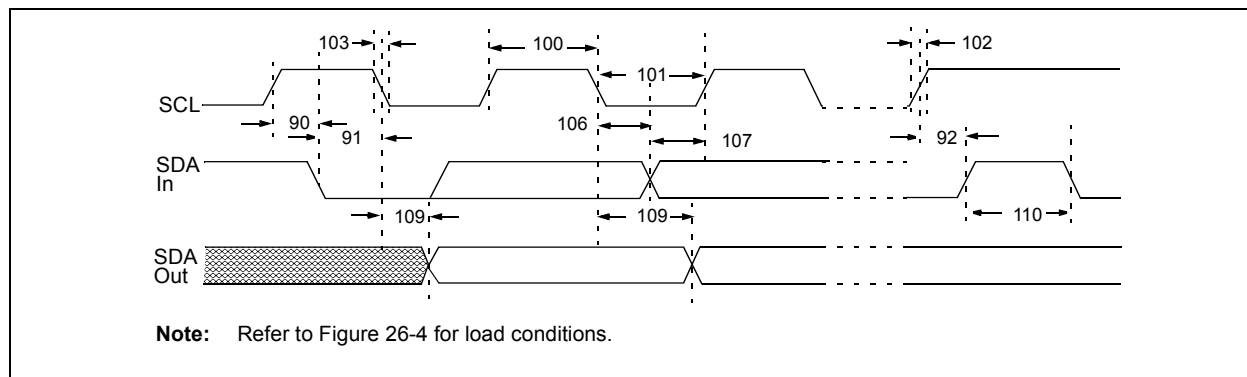 103
100
102
101
SCL
90
91
106
107
92
SDA
In
109
109
110
SDA
Out
Note: Refer to Figure 26-4 for load conditions.